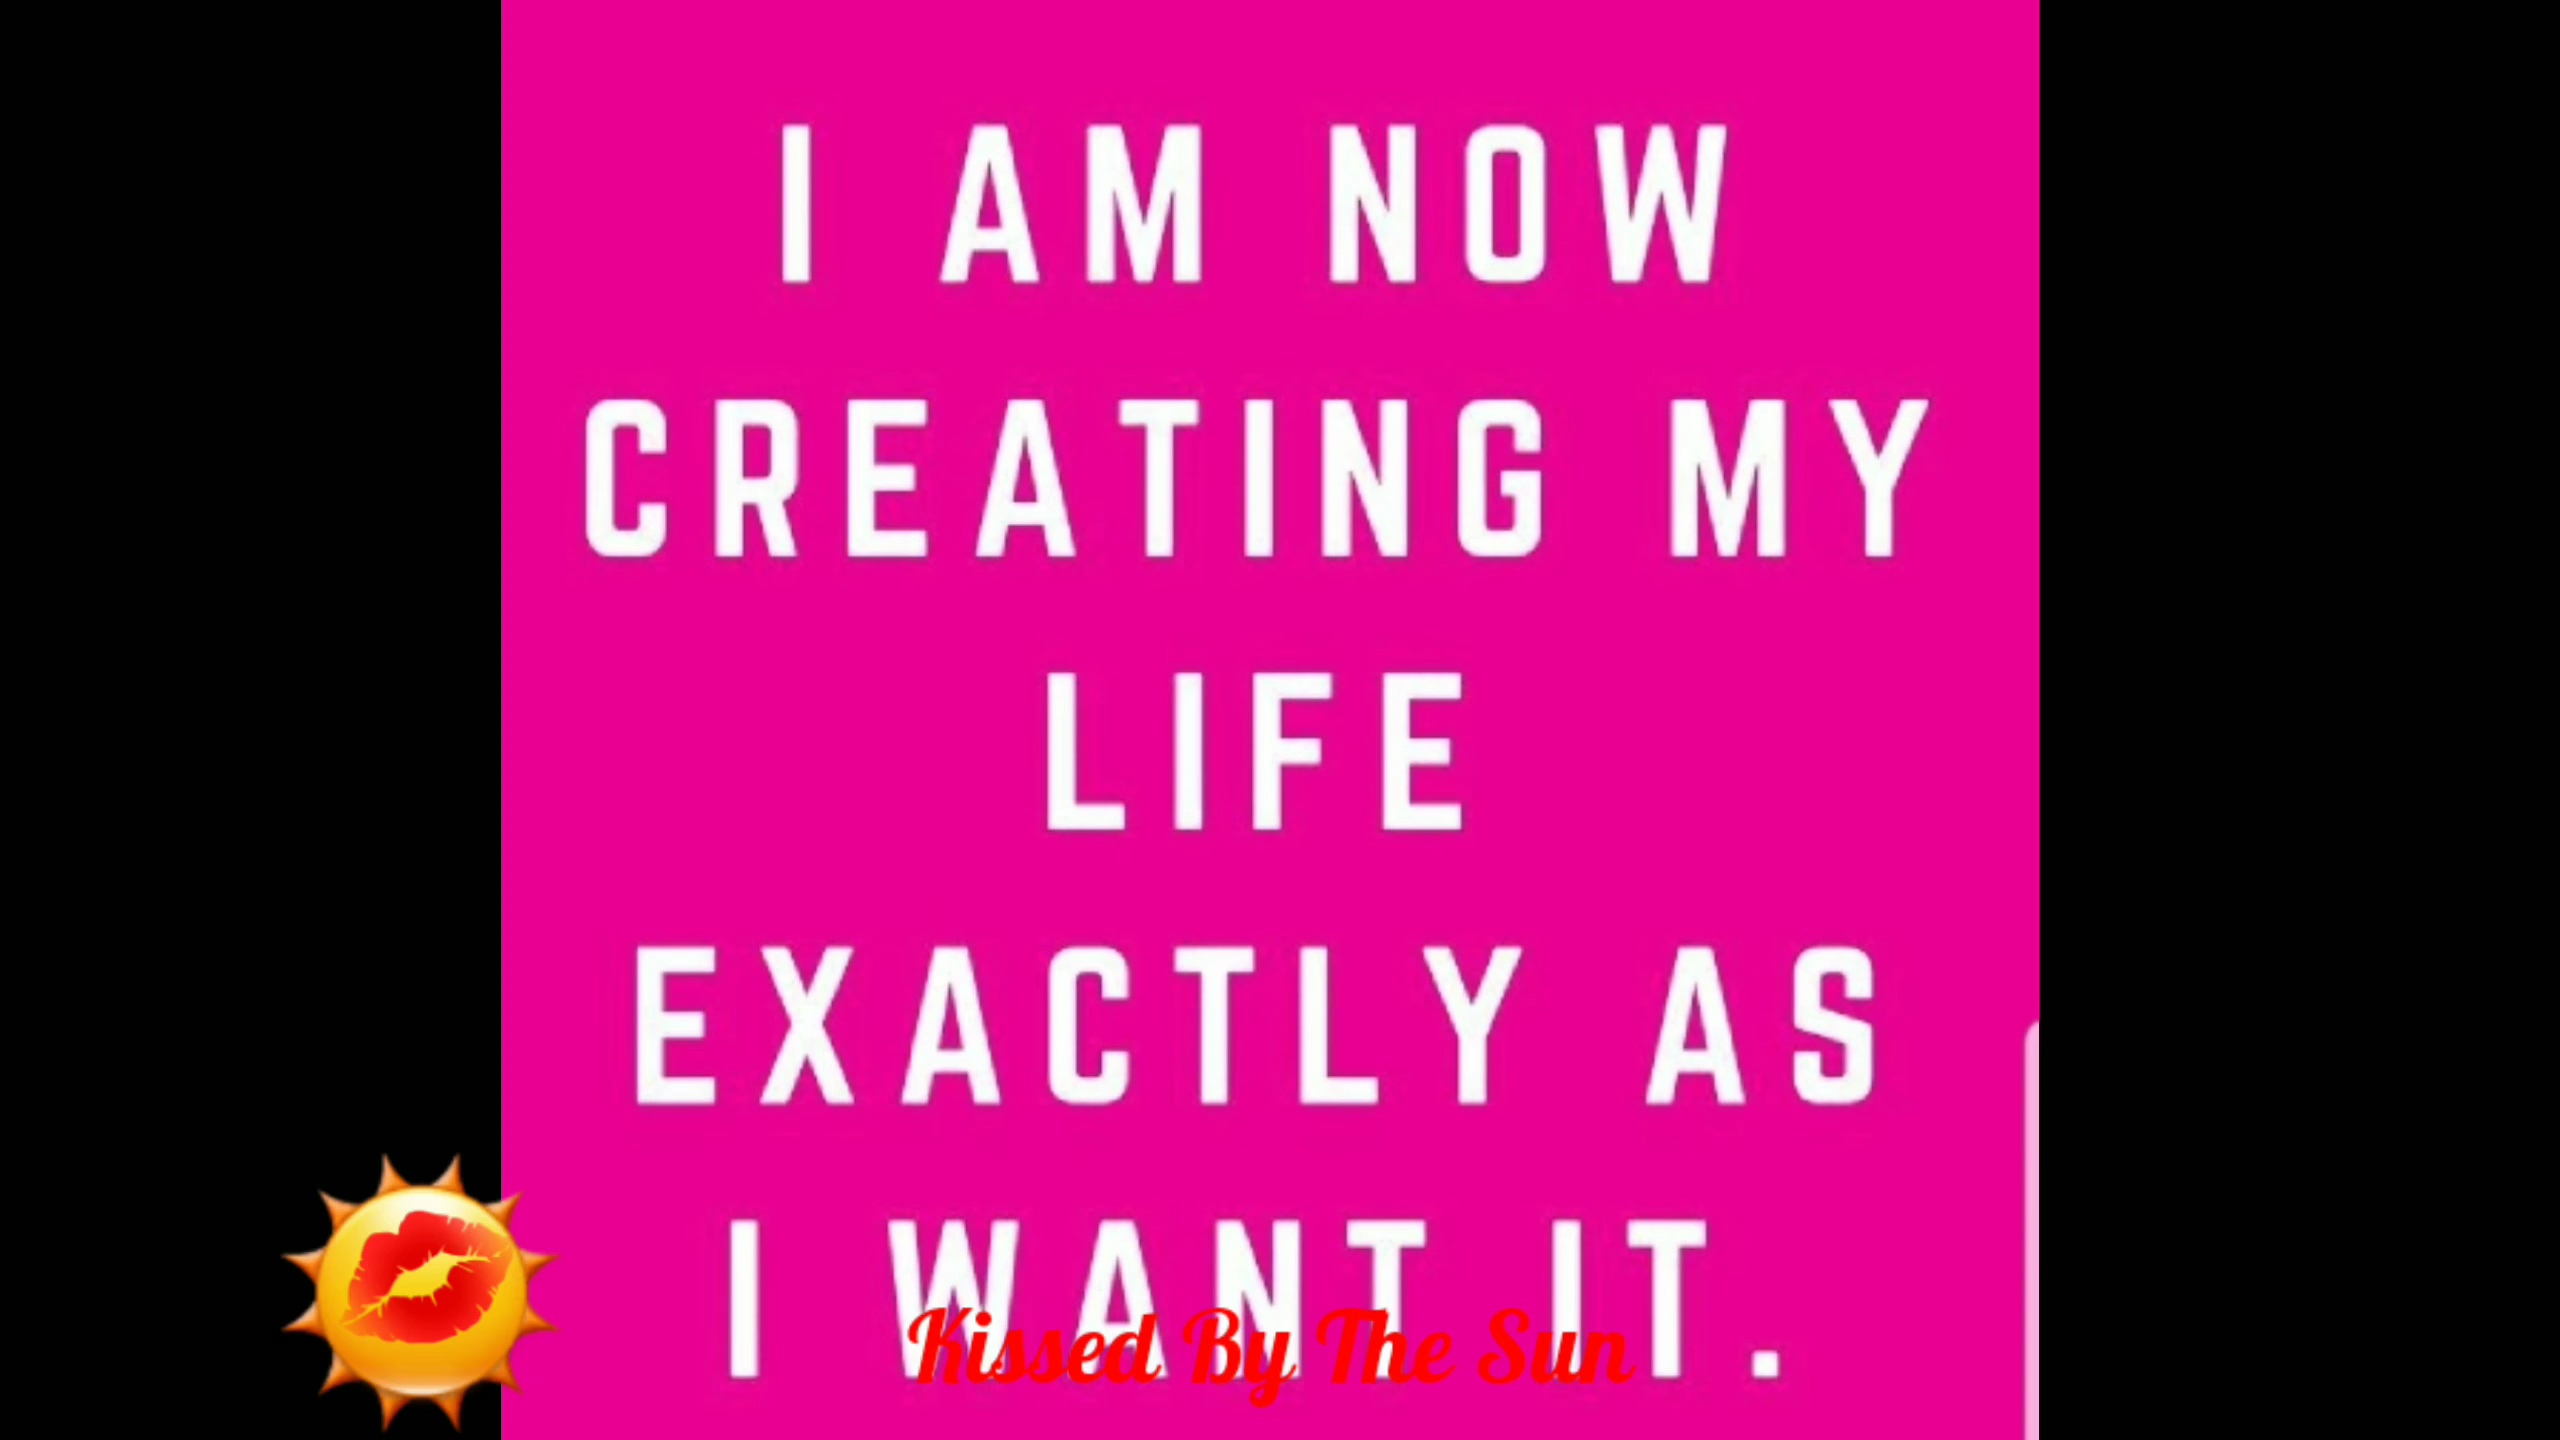 I AM NOW
CREATING MY
LIFE
EXACTLY AS
I WANT IT.
Kissed By The Sun